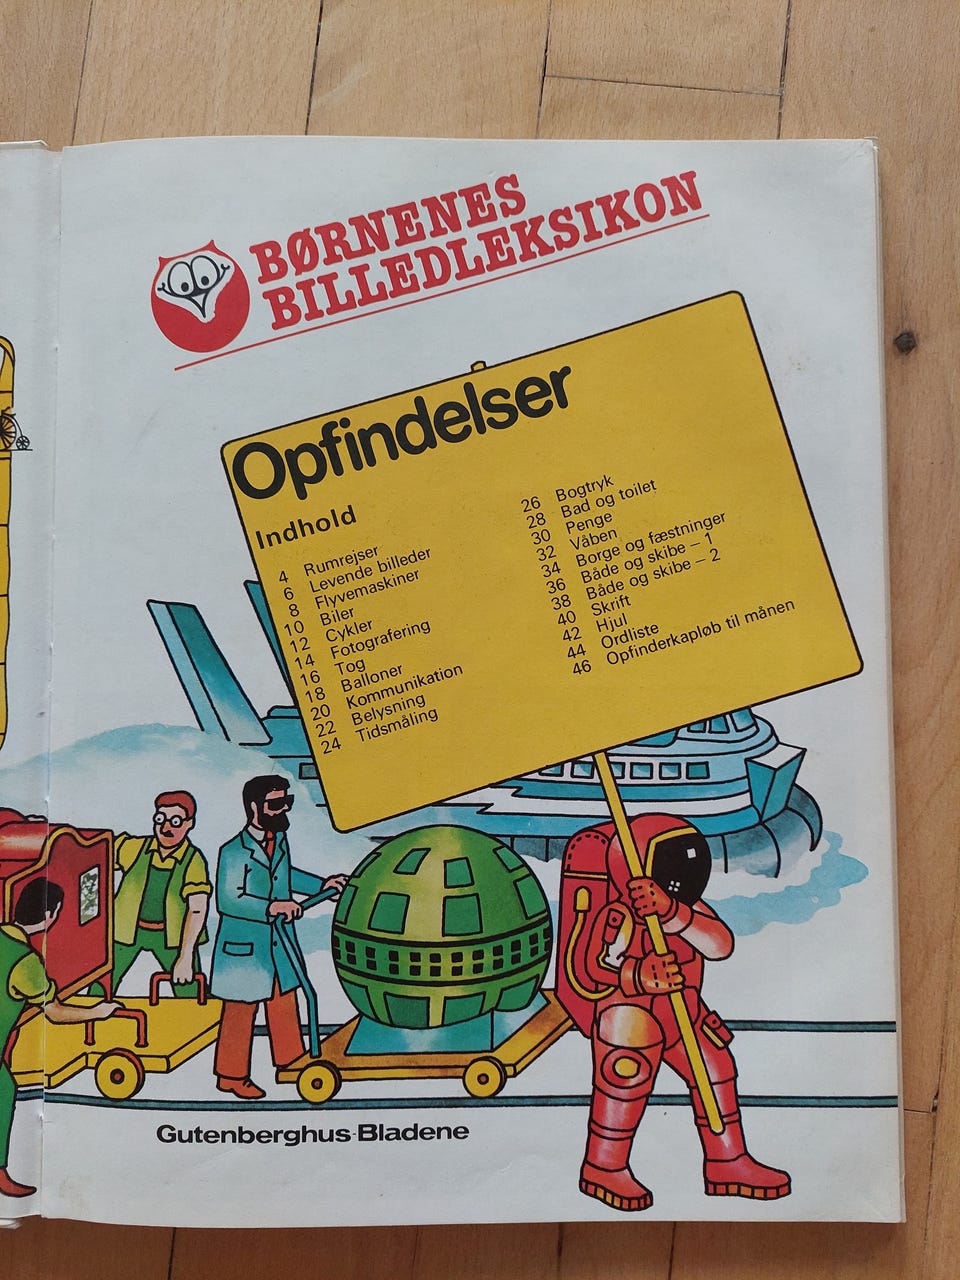 BØRNENES
BILLEDLEKSIKON
Opfindelser
Indhold
4 Rumrejser
6 Levende billeder
8 Flyvemaskiner
10 Biler
12 Cykler
14 Fotografering
16 Tog
18 Balloner
20 Kommunikation
22 Belysning
24 Tidsmåling
26 Bogtryk
28 Bad og toilet
30 Penge
32 Våben
34 Borge og fæstninger
36 Både og skibe – 1
38 Både og skibe – 2
40 Skrift
42 Hjul
44 Ordliste
46 Opfinderkapløb til månen
Gutenberghus-Bladene